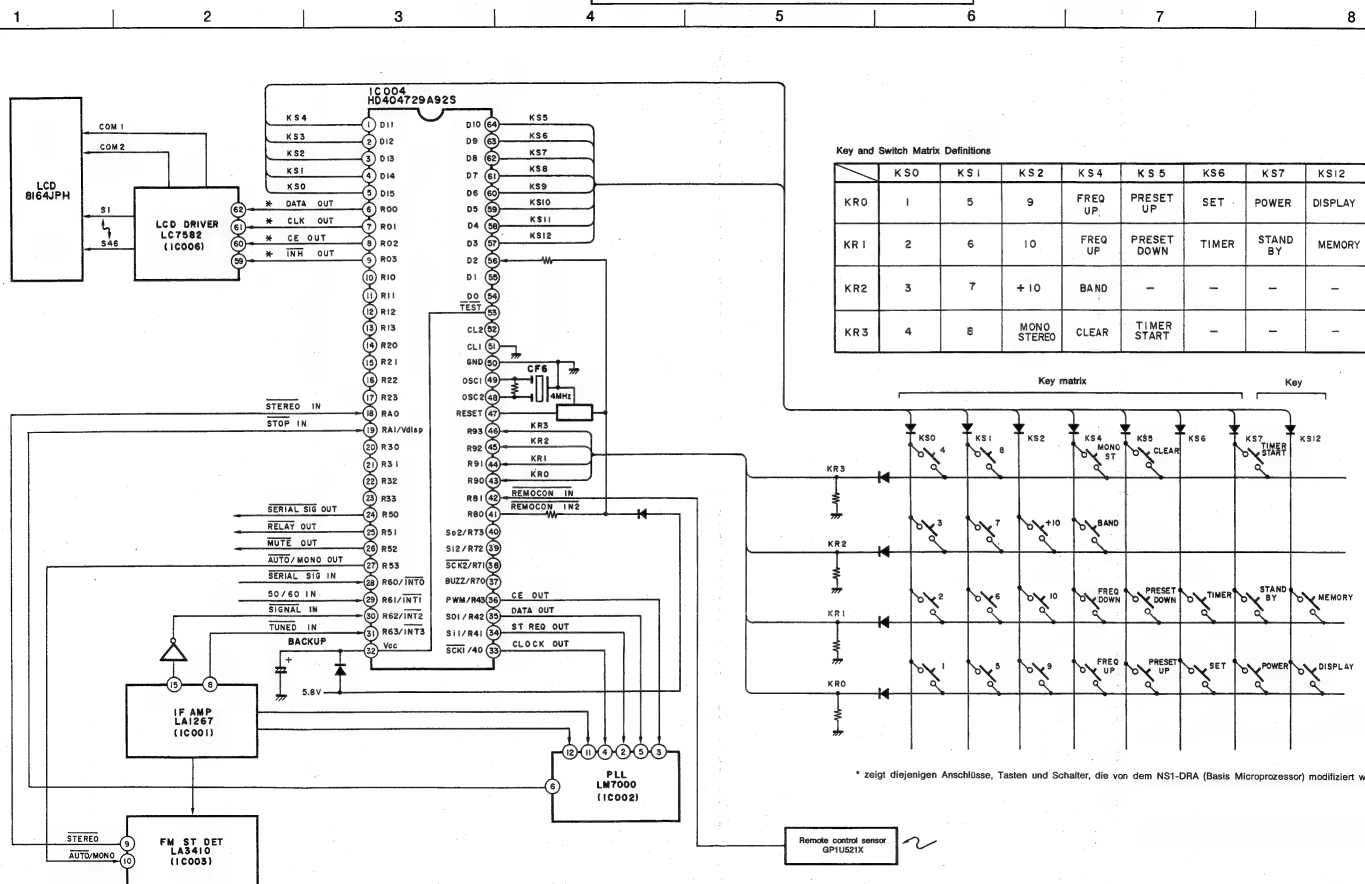 1 2 3 4 5 6 7 8
IC004
HD404729A92S
LCD
8164JPH
COM 1
COM 2
S1
S46
LCD DRIVER
LC7582
(IC006)
62
61
60
59
KS4
KS3
KS2
KS1
KS0
* DATA OUT
* CLK OUT
* CE OUT
* INH OUT
1 D11
2 D12
3 D13
4 D14
5 D15
6 R00
7 R01
8 R02
9 R03
10 R10
11 R11
12 R12
13 R13
14 R20
15 R21
16 R22
17 R23
18 RA0
19 RA1/Vdisp
20 R30
21 R31
22 R32
23 R33
24 R50
25 R51
26 R52
27 R53
28 R60/INT0
29 R61/INT1
30 R62/INT2
31 R63/INT3
32 Vcc
STEREO IN
STOP IN
SERIAL SIG OUT
RELAY OUT
MUTE OUT
AUTO/MONO OUT
SERIAL SIG IN
50/60 IN
SIGNAL IN
TUNED IN
BACKUP
+
5.8V
D10 64 KS5
D9 63 KS6
D8 62 KS7
D7 61 KS8
D6 60 KS9
D5 59 KS10
D4 58 KS11
D3 57 KS12
D2 56
D1 55
D0 54
TEST 53
CL2 52
CL1 51
GND 50
OSC1 49
OSC2 48
CF6
4MHz
RESET 47
R93 46 KR3
R92 45 KR2
R91 44 KR1
R90 43 KR0
R81 42 REMOCON IN
R80 41 REMOCON IN2
So2/R73 40
Si2/R72 39
SCK2/R71 38
BUZZ/R70 37
PWM/R43 36 CE OUT
SO1/R42 35 DATA OUT
Si1/R41 34 ST REQ OUT
SCK1/40 33 CLOCK OUT
15 8
IF AMP
LA1267
(IC001)
12 11 4 2 5 3
6
PLL
LM7000
(IC002)
STEREO
AUTO/MONO
9
10
FM ST DET
LA3410
(IC003)
Remote control sensor
GP1U521X
Key and Switch Matrix Definitions
KS0 KS1 KS2 KS4 KS5 KS6 KS7 KS12
KR0 1 5 9 FREQ UP PRESET UP SET POWER DISPLAY
KR1 2 6 10 FREQ UP PRESET DOWN TIMER STAND BY MEMORY
KR2 3 7 +10 BAND – – – –
KR3 4 8 MONO STEREO CLEAR TIMER START – – –
Key matrix
Key
KS0 KS1 KS2 KS4 KS5 KS6 KS7 KS12
KR3 4 8 MONO ST CLEAR TIMER START
KR2 3 7 +10 BAND
KR1 2 6 10 FREQ DOWN PRESET DOWN TIMER STAND BY MEMORY
KR0 1 5 9 FREQ UP PRESET UP SET POWER DISPLAY
* zeigt diejenigen Anschlüsse, Tasten und Schalter, die von dem NS1-DRA (Basis Microprozessor) modifiziert w